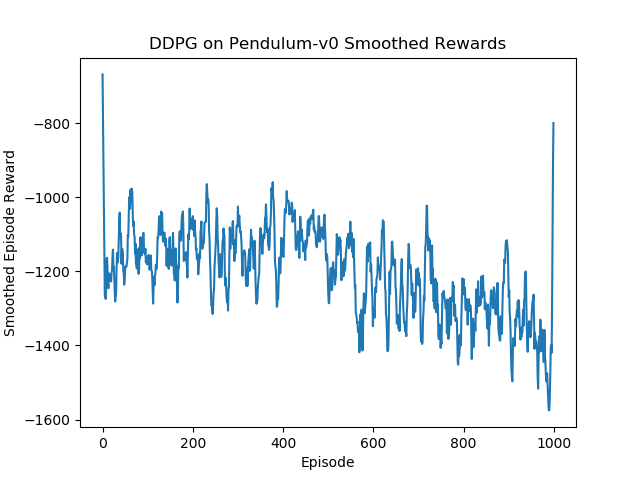 DDPG on Pendulum-v0 Smoothed Rewards
Smoothed Episode Reward
−800
−1000
−1200
−1400
−1600
0 200 400 600 800 1000
Episode